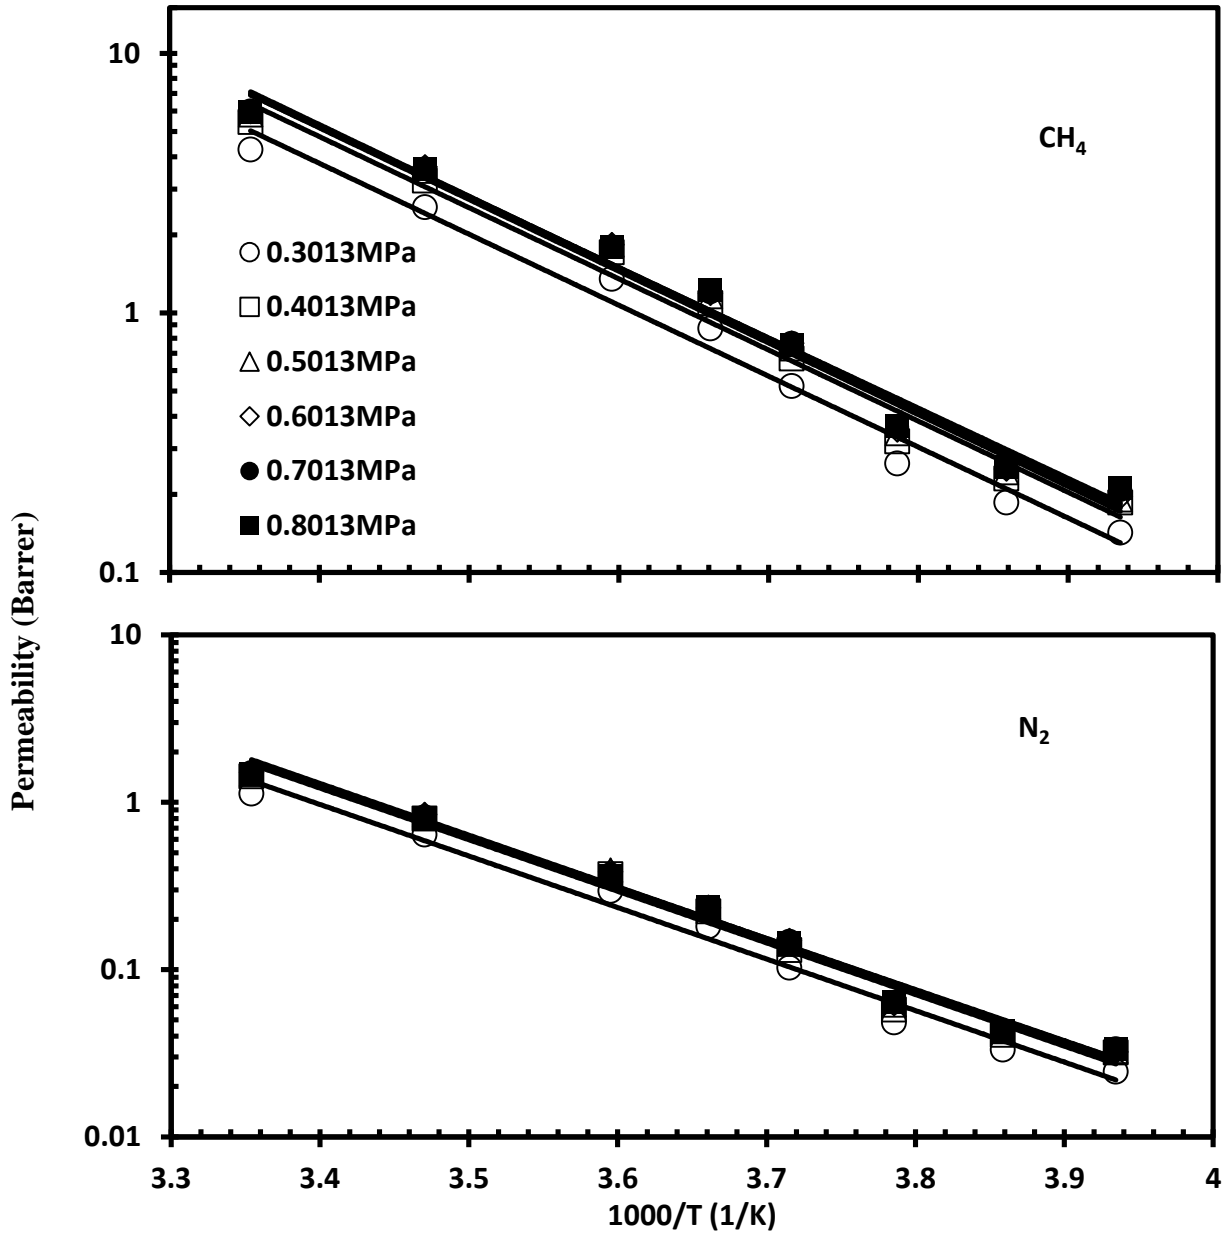 10
CH4
0.3013MPa
0.4013MPa
1
0.5013MPa
0.6013MPa
0.7013MPa
0.8013MPa
0.1
Permeability (Barrer)
10
N2
1
0.1
0.01
3.3 3.4 3.5 3.6 3.7 3.8 3.9 4
1000/T (1/K)